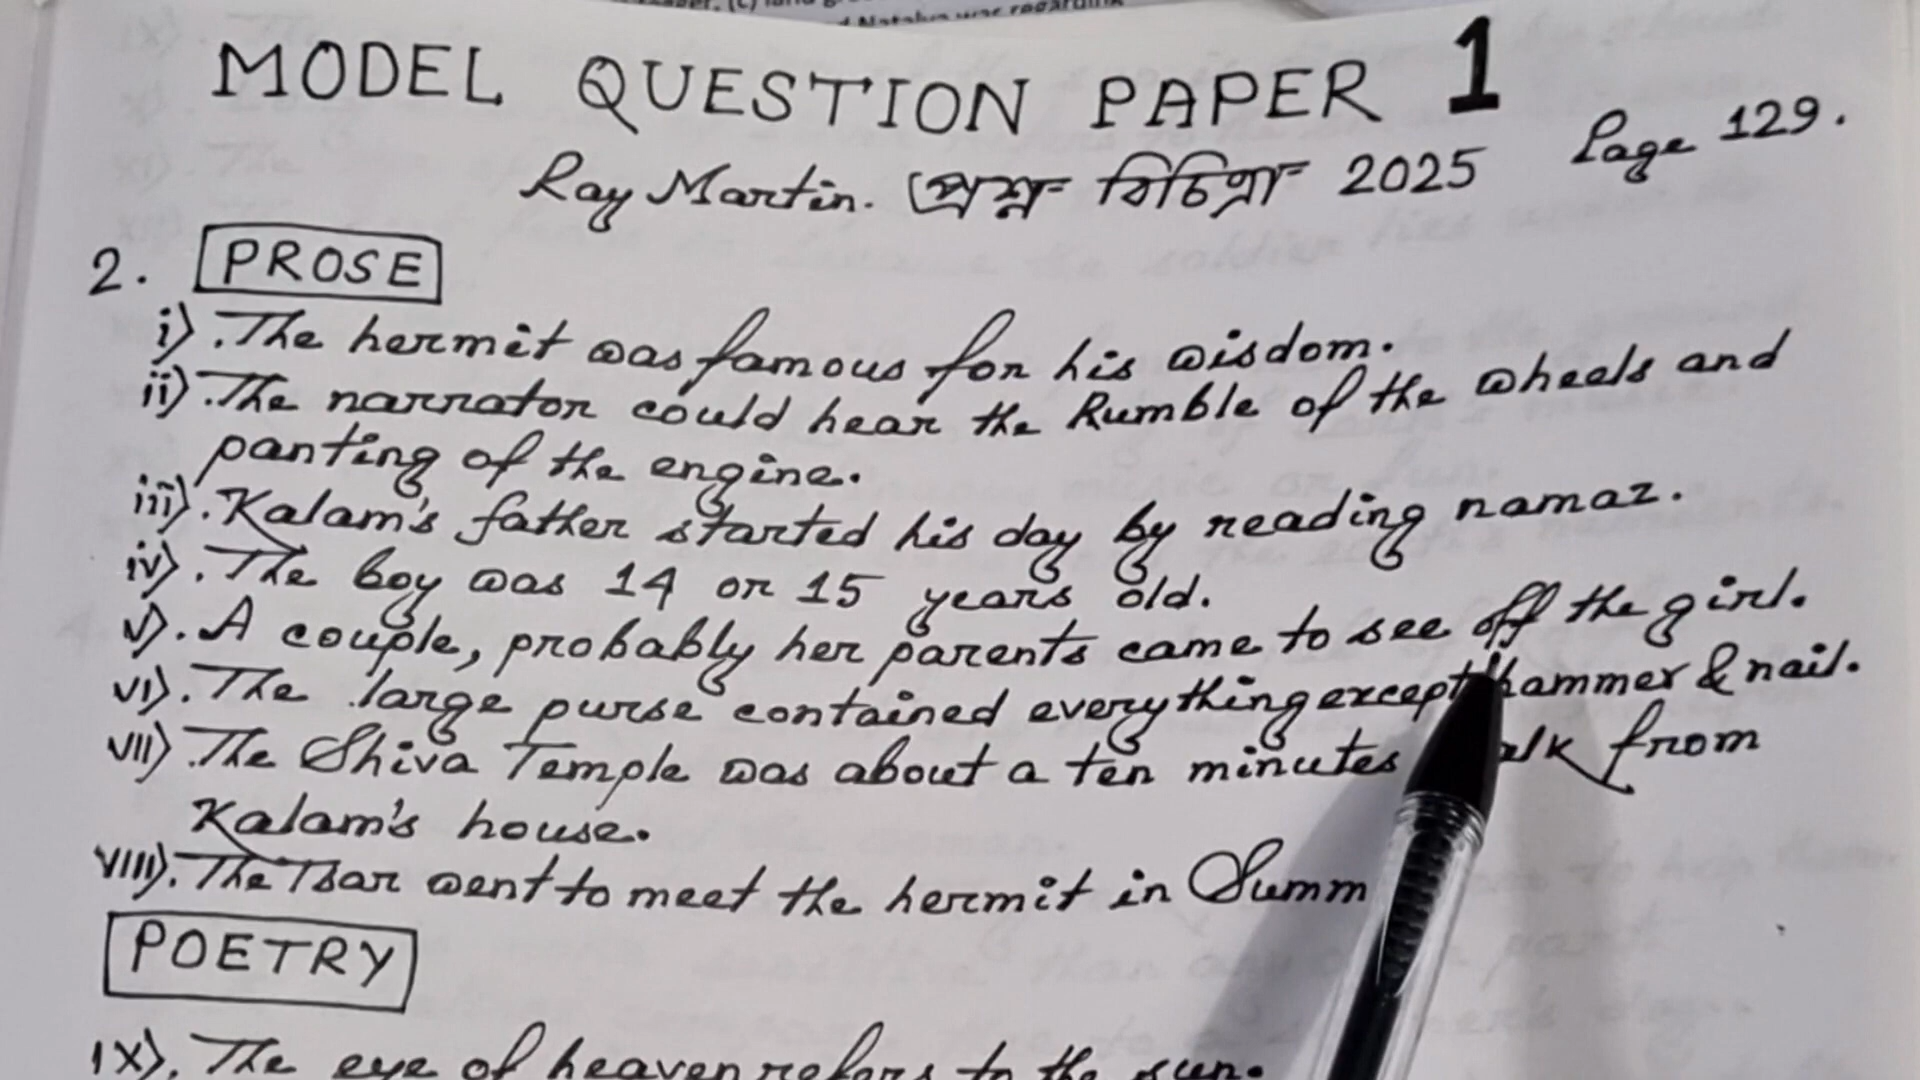 Natalya was regarding
MODEL QUESTION PAPER 1
Ray Martin. প্রশ্ন বিচিত্রা 2025 Page 129.
2. PROSE
i). The hermit was famous for his wisdom.
ii). The narrator could hear the Rumble of the wheels and
panting of the engine.
iii). Kalam's father started his day by reading namaz.
iv). The boy was 14 or 15 years old.
v). A couple, probably her parents came to see off the girl.
vi). The large purse contained everything except hammer & nail.
vii). The Shiva Temple was about a ten minutes from
Kalam's house.
viii). The Tsar went to meet the hermit in Summ
POETRY
ix). The eye of heaven refers to the sun.